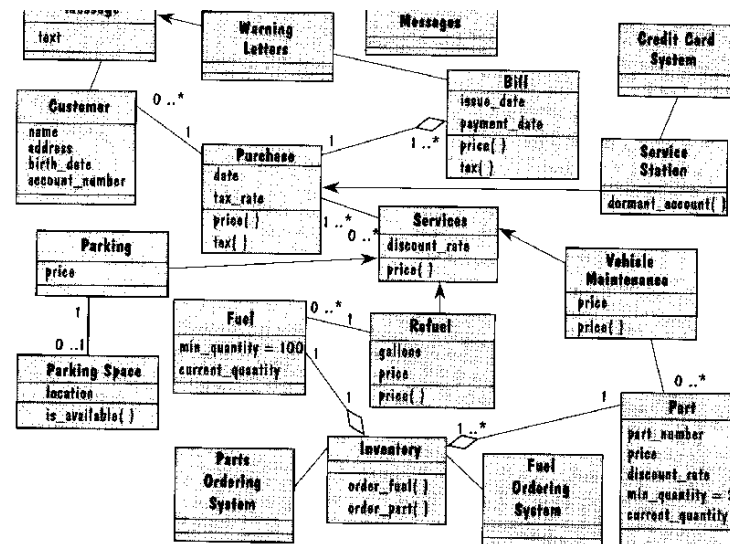 Message
text
Warning
Letters
Messages
Credit Card
System
Bill
issue_date
payment_date
price( )
tax( )
Customer
name
address
birth_date
account_number
0 ..*
1
1
1 ..*
Purchase
date
tax_rate
price( )
tax( )
Service
Station
dormant_account( )
1 ..*
0 ..*
Services
discount_rate
price( )
Parking
price
Vehicle
Maintenance
price
price( )
1
0 ..1
Parking Space
location
is_available( )
Fuel
min_quantity = 100
current_quantity
0 ..*
1
1
Refuel
gallons
price
price( )
0 ..*
1
1 ..*
Part
part_number
price
discount_rate
min_quantity =
current_quantity
Parts
Ordering
System
Inventory
order_fuel( )
order_part( )
Fuel
Ordering
System